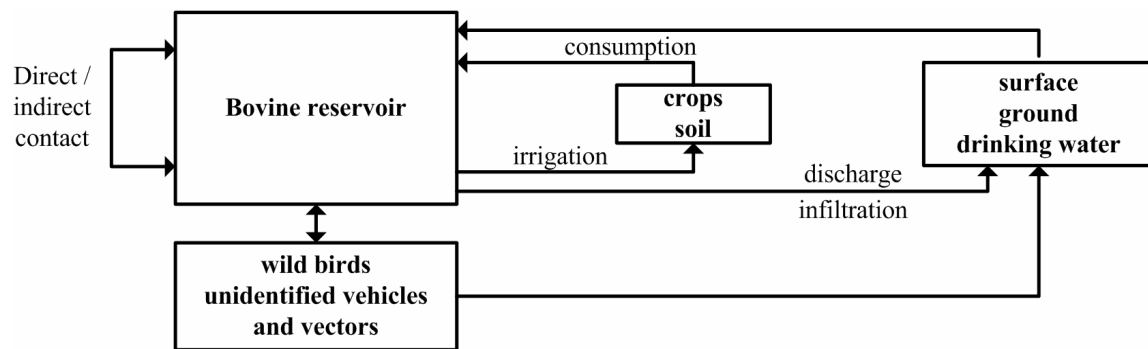 Direct /
indirect
contact
Bovine reservoir
consumption
crops
soil
irrigation
surface
ground
drinking water
discharge
infiltration
wild birds
unidentified vehicles
and vectors